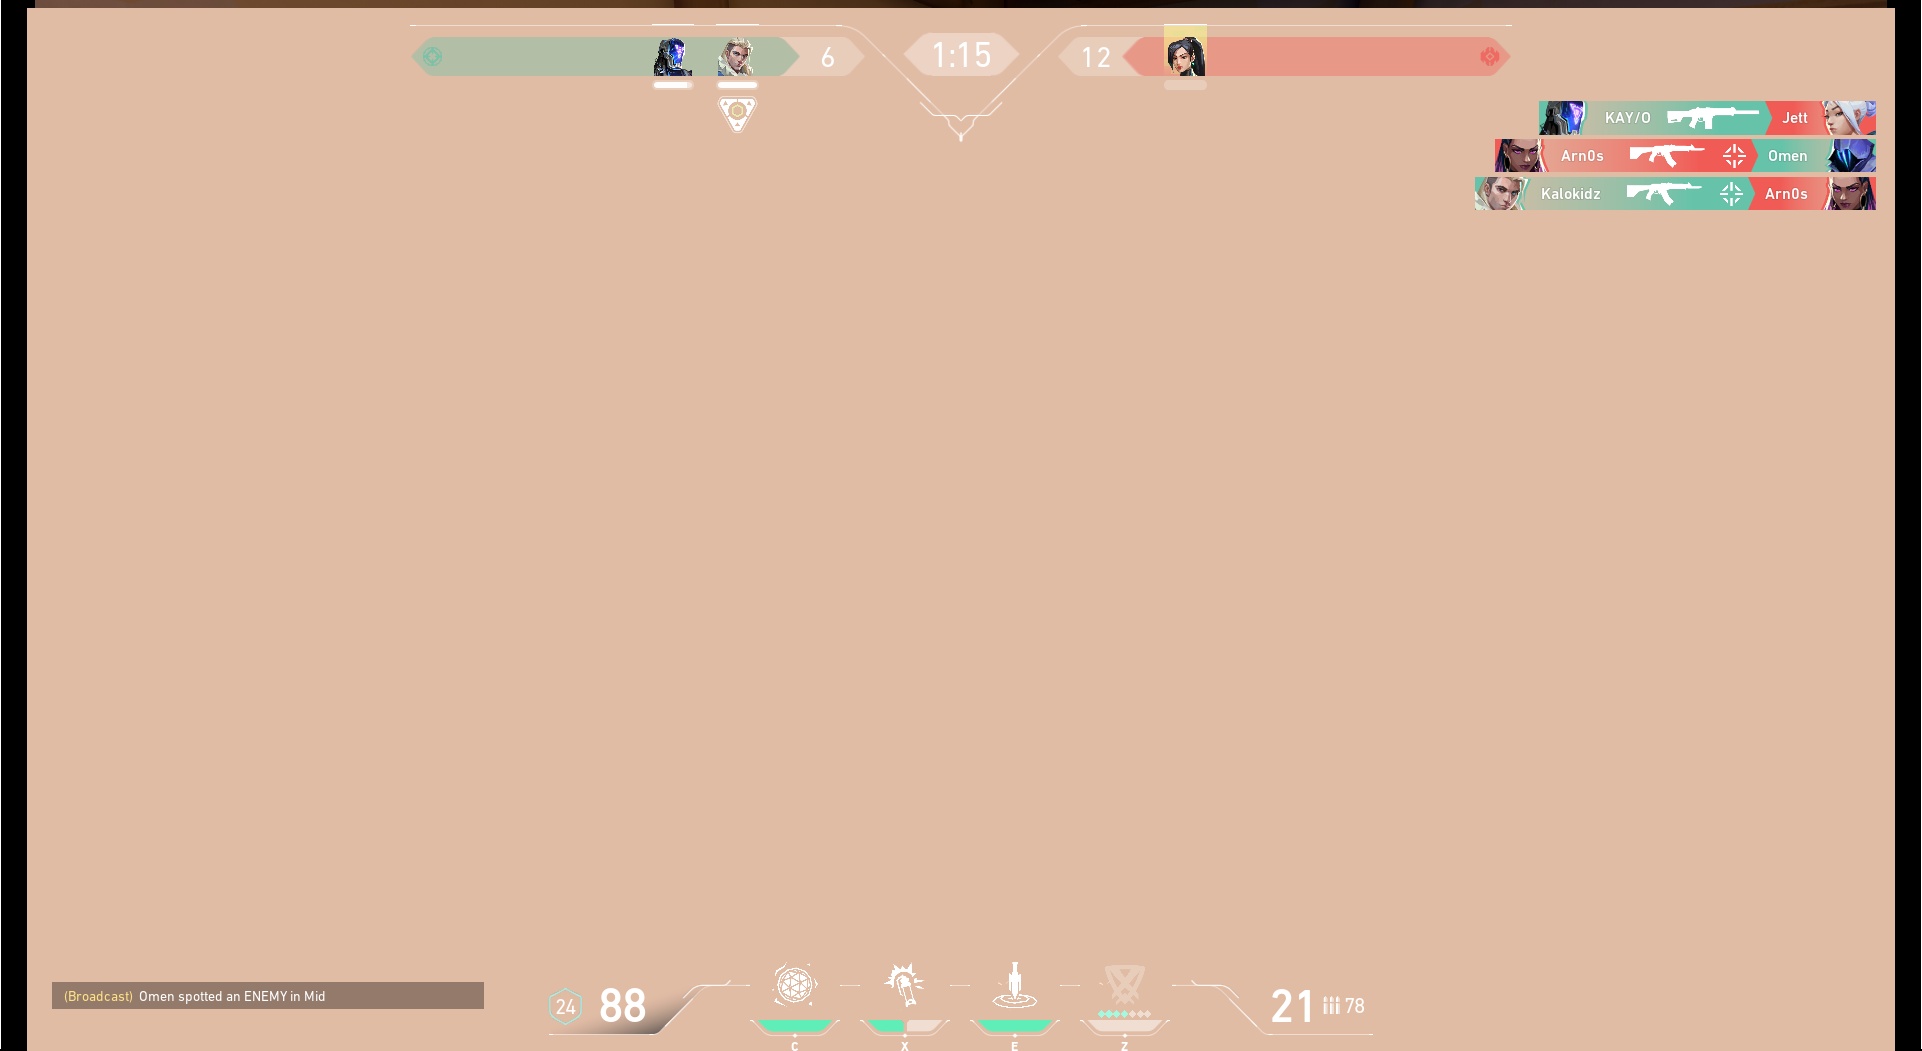 6 1:15 12
KAY/O Jett
Arn0s Omen
Kalokidz Arn0s
(Broadcast) Omen spotted an ENEMY in Mid
24 88 21 78
C X E Z